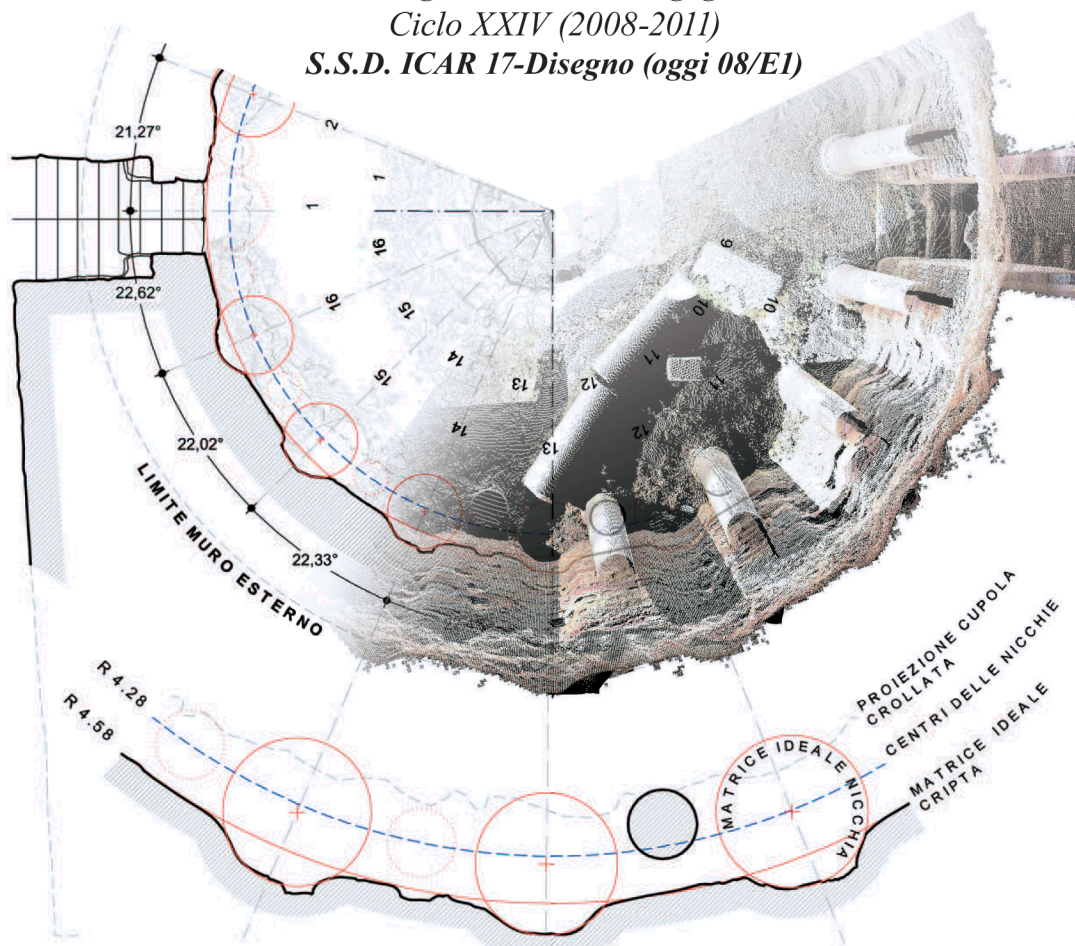 Ciclo XXIV (2008-2011)
S.S.D. ICAR 17-Disegno (oggi 08/E1)
21,27°
2
1
1
16
22,62°
16
15
14
15
13
14
22,02°
22,33°
LIMITE MURO ESTERNO
9
10
10
11
11
12
12
13
R 4.28
R 4.58
PROIEZIONE CUPOLA
CROLLATA
CENTRI DELLE NICCHIE
MATRICE IDEALE
CRIPTA
MATRICE IDEALE NICCHIA